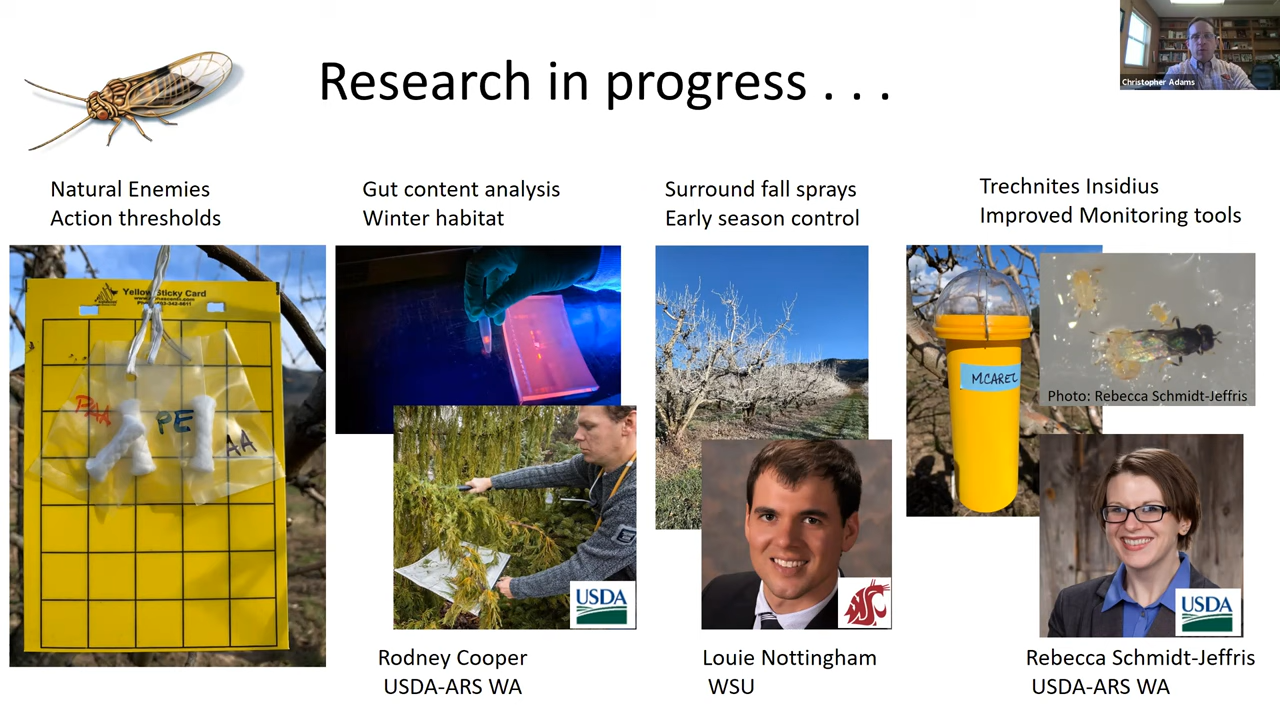 Research in progress . . .
Christopher Adams
Natural Enemies
Action thresholds
Gut content analysis
Winter habitat
Surround fall sprays
Early season control
Trechnites Insidius
Improved Monitoring tools
Yellow Sticky Card
PAA
PE
AA
MCAREL
Photo: Rebecca Schmidt-Jeffris
USDA
WSC
USDA
Rodney Cooper
USDA-ARS WA
Louie Nottingham
WSU
Rebecca Schmidt-Jeffris
USDA-ARS WA